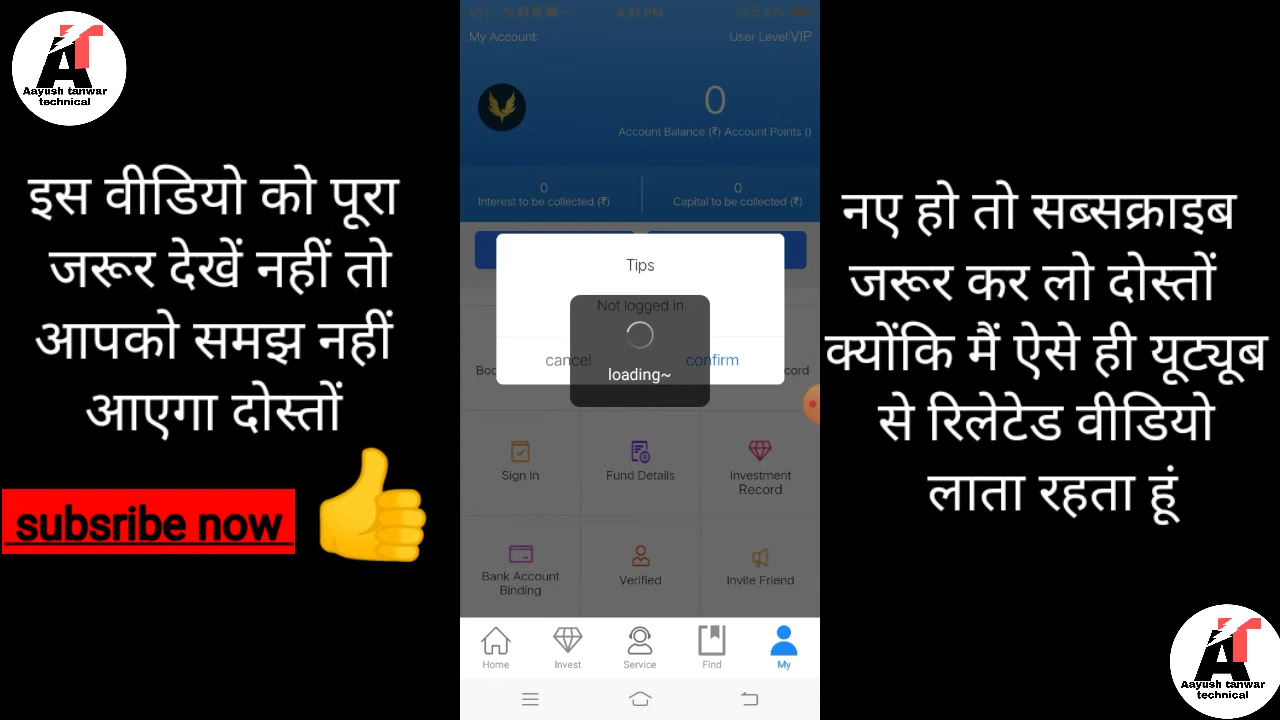 Aayush tanwar
technical
इस वीडियो को पूरा
जरूर देखें नहीं तो
आपको समझ नहीं
आएगा दोस्तों
subsribe now
4:31 PM
My Account:
User Level:VIP
0
Account Balance (₹) Account Points ()
0
Interest to be collected (₹)
0
Capital to be collected (₹)
Tips
Not logged in
cancel
confirm
loading~
Sign In
Fund Details
Investment
Record
Bank Account
Binding
Verified
Invite Friend
Home
Invest
Service
Find
My
नए हो तो सब्सक्राइब
जरूर कर लो दोस्तों
क्योंकि मैं ऐसे ही यूट्यूब
से रिलेटेड वीडियो
लाता रहता हूं
Aayush tanwar
technical